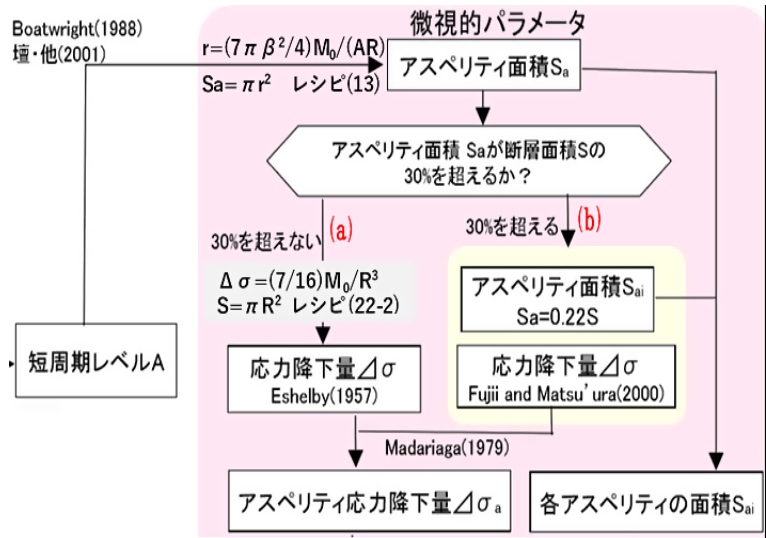 微視的パラメータ
Boatwright(1988)
壇・他(2001)
r=(7πβ²/4)M₀/(AR)
Sa=πr² レシピ(13)
アスペリティ面積Sₐ
アスペリティ面積 Saが断層面積Sの
30%を超えるか?
(a)
30%を超えない
(b)
30%を超える
Δσ=(7/16)M₀/R³
S=πR² レシピ(22-2)
アスペリティ面積Sₐᵢ
Sa=0.22S
短周期レベルA
応力降下量⊿σ
Eshelby(1957)
応力降下量⊿σ
Fujii and Matsu'ura(2000)
Madariaga(1979)
アスペリティ応力降下量⊿σₐ
各アスペリティの面積Sₐᵢ